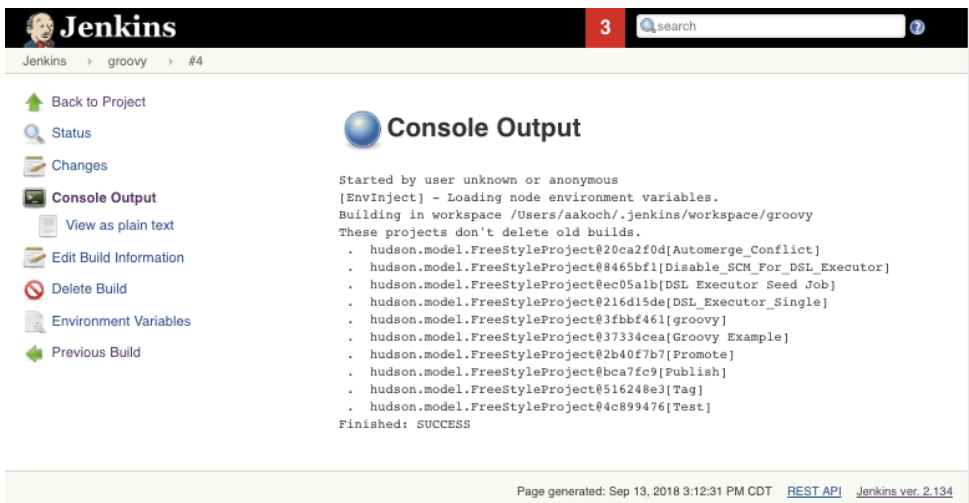 Jenkins
3
search
Jenkins
groovy
#4
Back to Project
Status
Changes
Console Output
View as plain text
Edit Build Information
Delete Build
Environment Variables
Previous Build
Console Output
Started by user unknown or anonymous
[EnvInject] - Loading node environment variables.
Building in workspace /Users/aakoch/.jenkins/workspace/groovy
These projects don't delete old builds.
. hudson.model.FreeStyleProject@20ca2f0d[Automerge_Conflict]
. hudson.model.FreeStyleProject@8465bf1[Disable_SCM_For_DSL_Executor]
. hudson.model.FreeStyleProject@ec05a1b[DSL Executor Seed Job]
. hudson.model.FreeStyleProject@216d15de[DSL_Executor_Single]
. hudson.model.FreeStyleProject@3fbbf461[groovy]
. hudson.model.FreeStyleProject@37334cea[Groovy Example]
. hudson.model.FreeStyleProject@2b40f7b7[Promote]
. hudson.model.FreeStyleProject@bca7fc9[Publish]
. hudson.model.FreeStyleProject@516248e3[Tag]
. hudson.model.FreeStyleProject@4c899476[Test]
Finished: SUCCESS
Page generated: Sep 13, 2018 3:12:31 PM CDT REST API Jenkins ver. 2.134